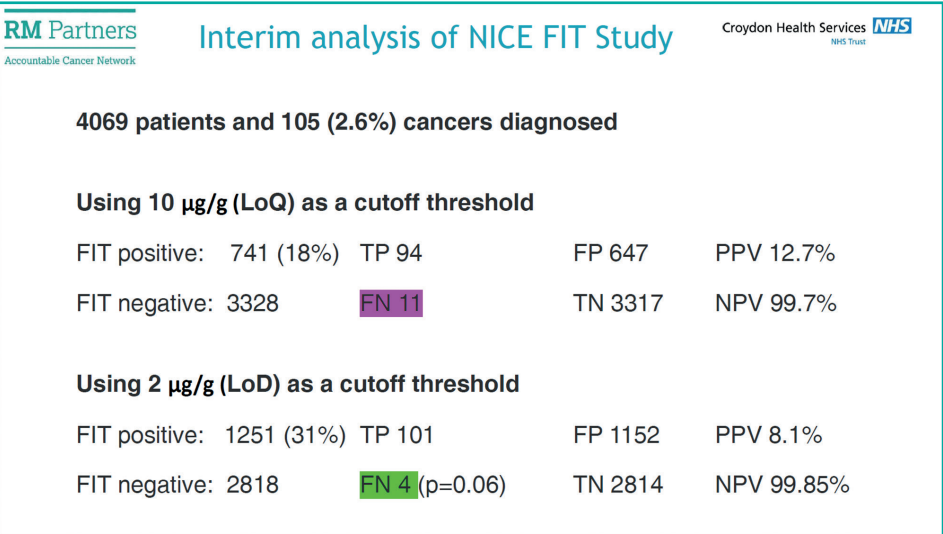 RM Partners
Accountable Cancer Network
Interim analysis of NICE FIT Study
Croydon Health Services NHS
NHS Trust
4069 patients and 105 (2.6%) cancers diagnosed
Using 10 µg/g (LoQ) as a cutoff threshold
FIT positive: 741 (18%) TP 94 FP 647 PPV 12.7%
FIT negative: 3328 FN 11 TN 3317 NPV 99.7%
Using 2 µg/g (LoD) as a cutoff threshold
FIT positive: 1251 (31%) TP 101 FP 1152 PPV 8.1%
FIT negative: 2818 FN 4 (p=0.06) TN 2814 NPV 99.85%